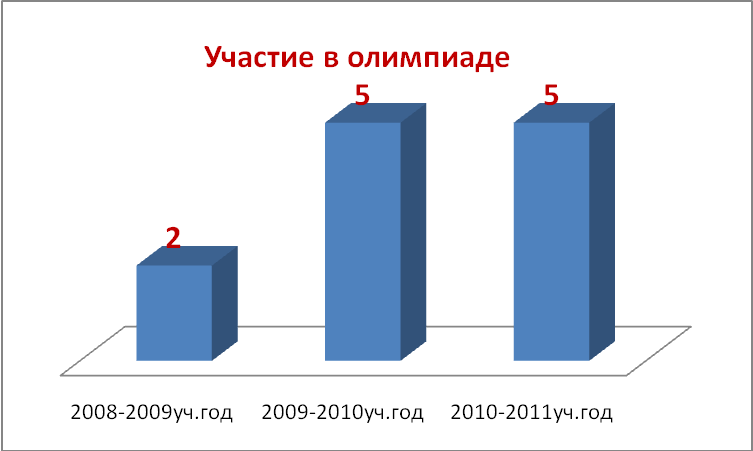 Участие в олимпиаде
5
5
2
2008-2009уч.год
2009-2010уч.год
2010-2011уч.год